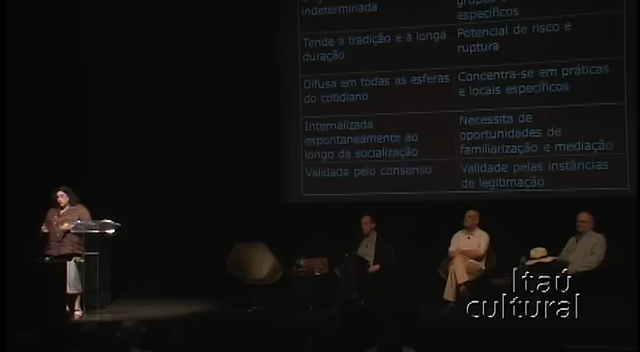 indeterminada
específicos
Tende à tradição e a longa
duração
Potencial de risco e
ruptura
Difusa em todas as esferas
do cotidiano
Concentra-se em práticas
e locais específicos
Internalizada
espontaneamente ao
longo da socialização
Necessita de
oportunidades de
familiarização e mediação
Validada pelo consenso
Validade pelas instâncias
de legitimação
Itaú
cultural